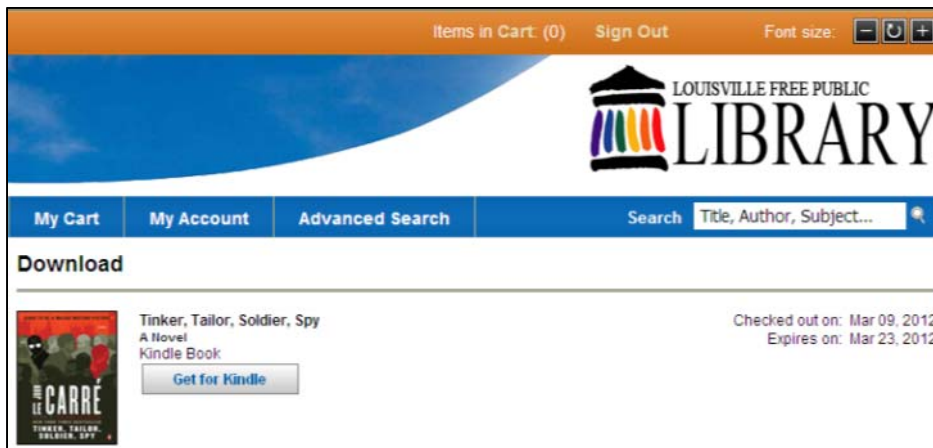 Items in Cart: (0) Sign Out Font size: − ↻ +
LOUISVILLE FREE PUBLIC
LIBRARY
My Cart My Account Advanced Search Search Title, Author, Subject...
Download
Tinker, Tailor, Soldier, Spy
A Novel
Kindle Book
Get for Kindle
Checked out on: Mar 09, 2012
Expires on: Mar 23, 2012
JOHN
LE CARRÉ
TINKER, TAILOR,
SOLDIER, SPY